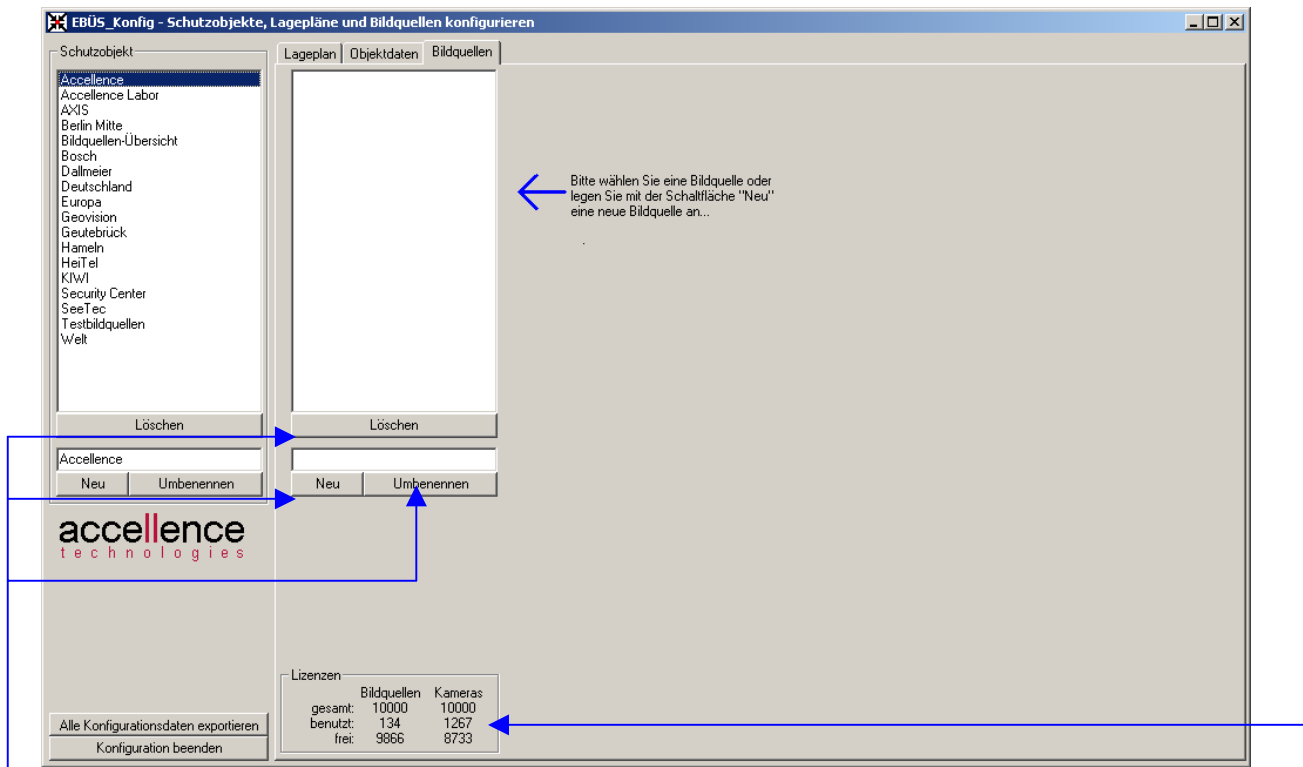 EBÜS_Konfig - Schutzobjekte, Lagepläne und Bildquellen konfigurieren
Schutzobjekt
Accellence
Accellence Labor
AXIS
Berlin Mitte
Bildquellen-Übersicht
Bosch
Dallmeier
Deutschland
Europa
Geovision
Geutebrück
Hameln
HeiTel
KIWI
Security Center
SeeTec
Testbildquellen
Welt
Löschen
Accellence
Neu Umbenennen
accellence
technologies
Alle Konfigurationsdaten exportieren
Konfiguration beenden
Lageplan Objektdaten Bildquellen
Löschen
Neu Umbenennen
Bitte wählen Sie eine Bildquelle oder
legen Sie mit der Schaltfläche "Neu"
eine neue Bildquelle an...
.
Lizenzen
Bildquellen Kameras
gesamt: 10000 10000
benutzt: 134 1267
frei: 9866 8733